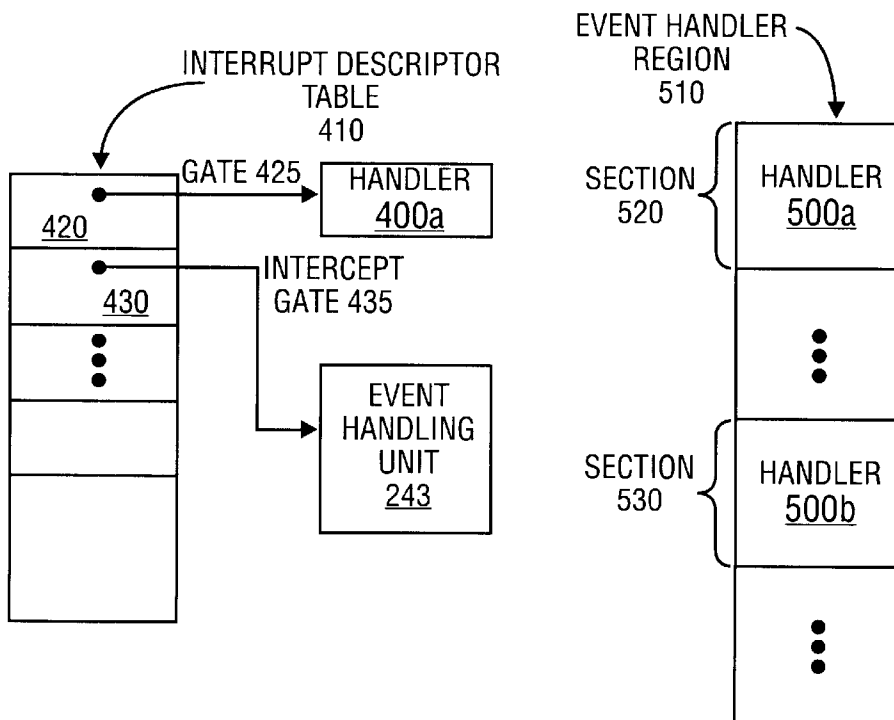 INTERRUPT DESCRIPTOR
TABLE
410
GATE 425
HANDLER
400a
420
INTERCEPT
GATE 435
430
EVENT
HANDLING
UNIT
243
EVENT HANDLER
REGION
510
SECTION
520
HANDLER
500a
SECTION
530
HANDLER
500b